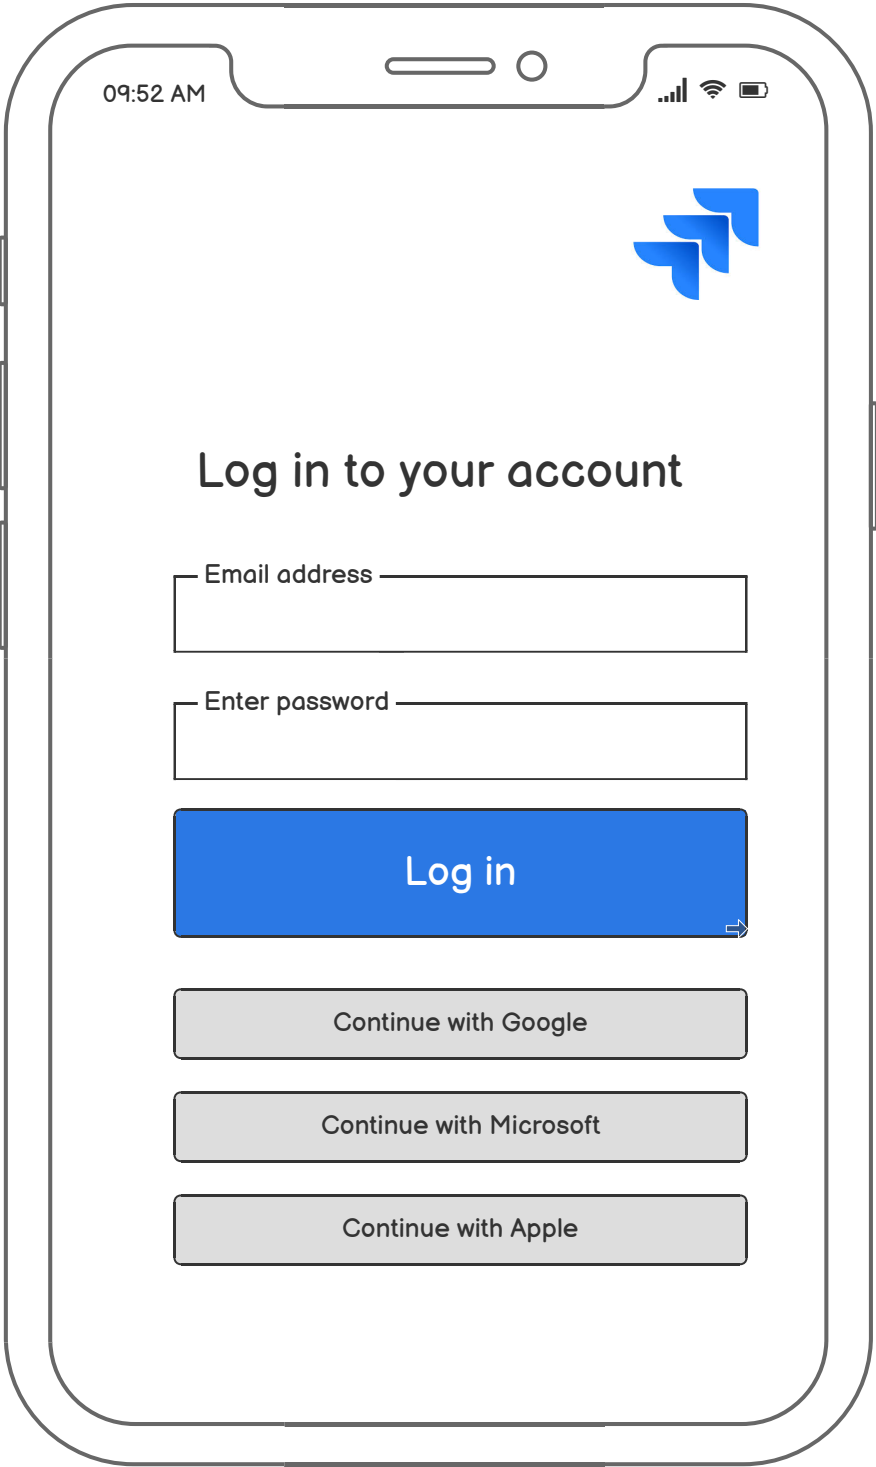 09:52 AM
Log in to your account
Email address
Enter password
Log in
Continue with Google
Continue with Microsoft
Continue with Apple